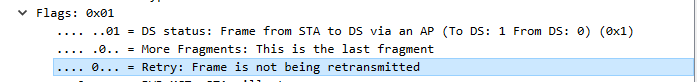 Flags: 0x01
.... ..01 = DS status: Frame from STA to DS via an AP (To DS: 1 From DS: 0) (0x1)
.... .0.. = More Fragments: This is the last fragment
.... 0... = Retry: Frame is not being retransmitted